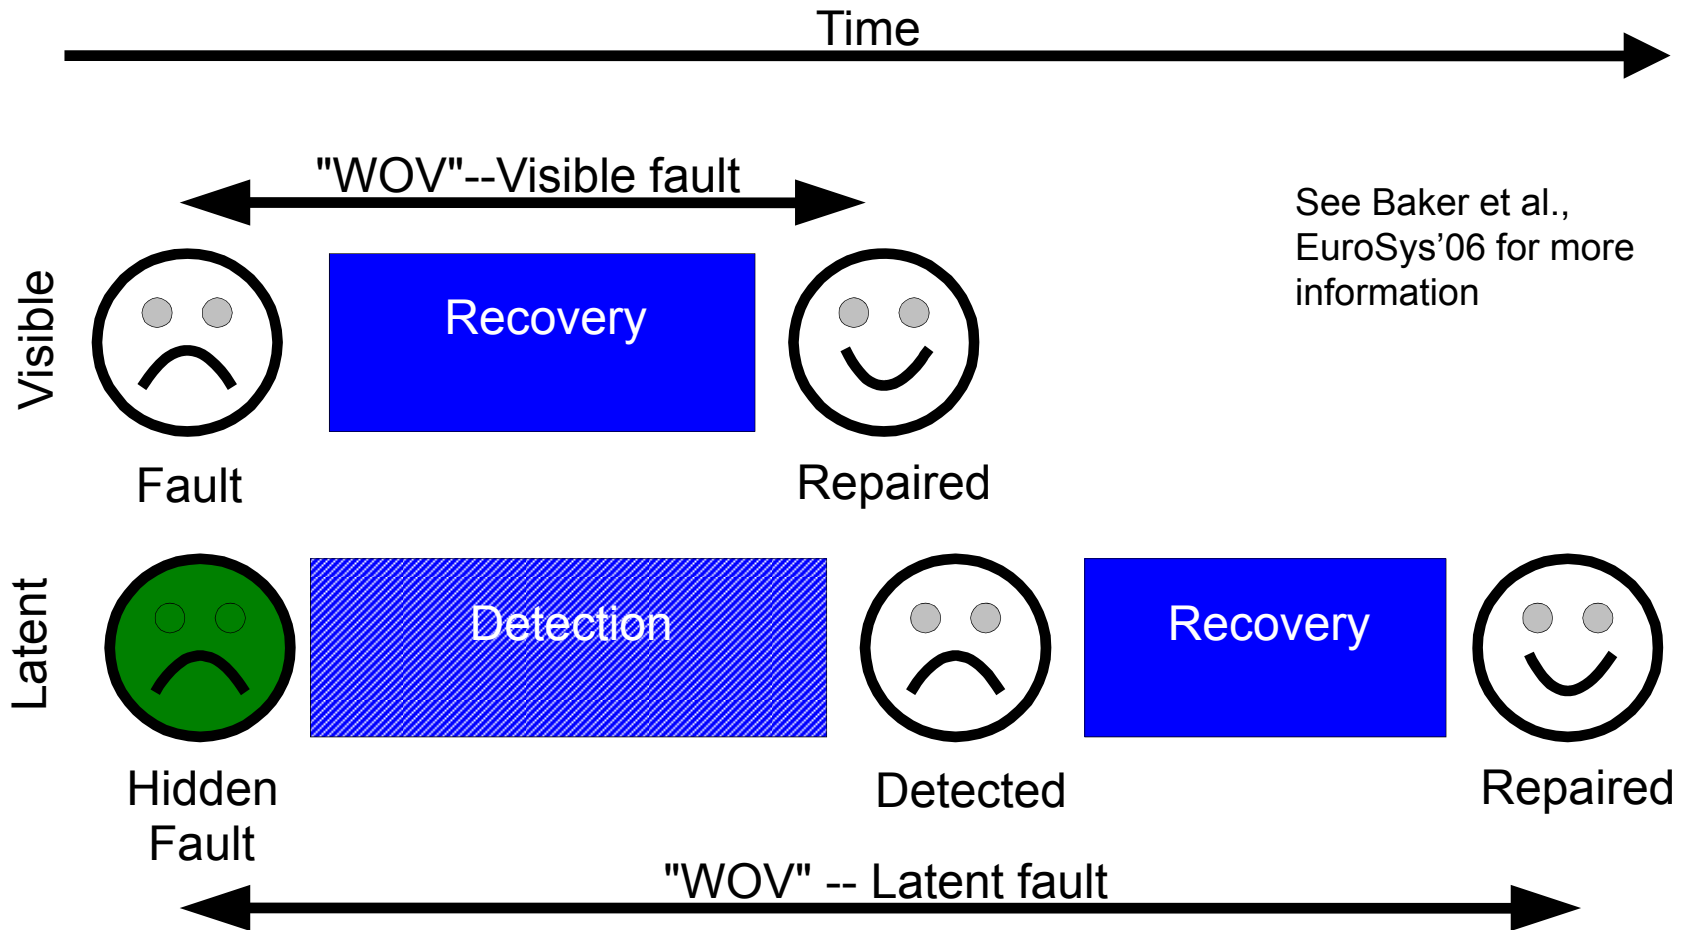 Time
"WOV"--Visible fault
See Baker et al.,
EuroSys’06 for more
information
Visible
Recovery
Fault
Repaired
Latent
Detection
Recovery
Hidden
Fault
Detected
Repaired
"WOV" -- Latent fault